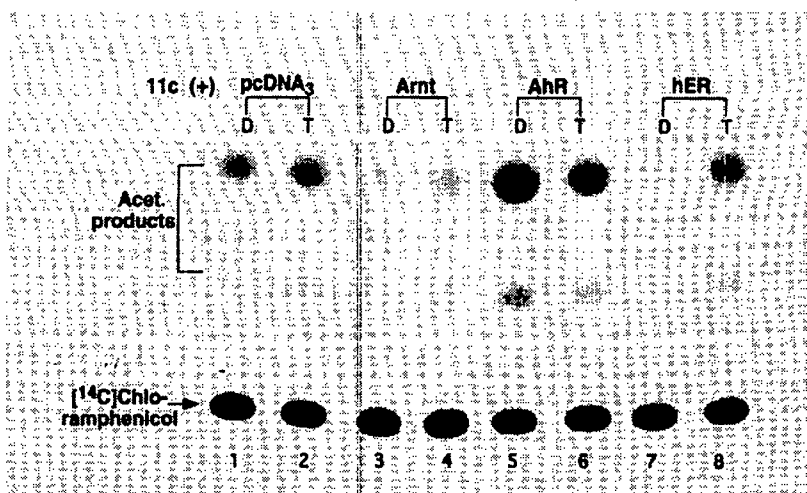 11c (+) pcDNA3 Arnt AhR hER
D T D T D T D T
Acet.
products
[14C]Chlo-
ramphenicol
1 2 3 4 5 6 7 8